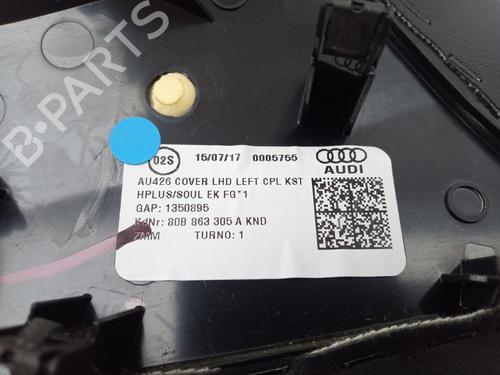 B-PARTS
02S 15/07/17 0005755
AUDI
AU426 COVER LHD LEFT CPL KST
HPLUS/SOUL EK FG*1
GAP: 1350895
KdNr: 80B 863 305 A KND
ZMM TURNO: 1